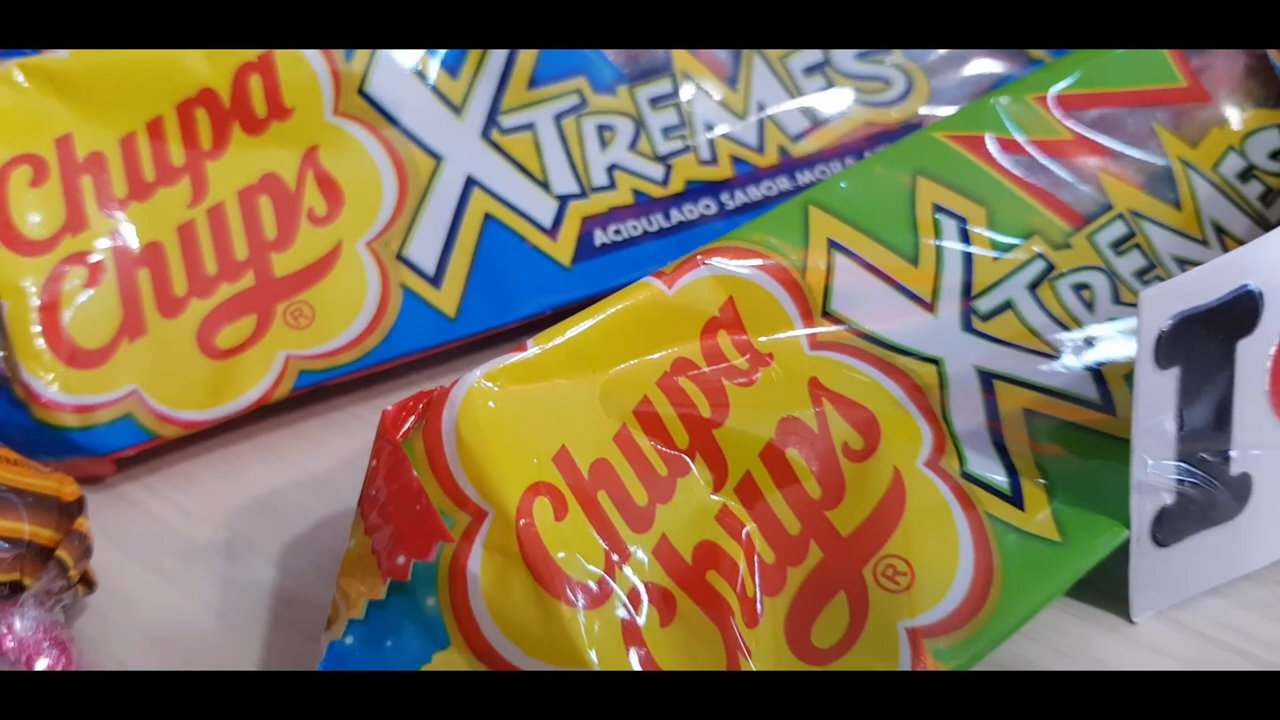 Chupa
Chups
®
XTREMES
ACIDULADO SABOR MORA
Chupa
Chups
®
XTREMES
I